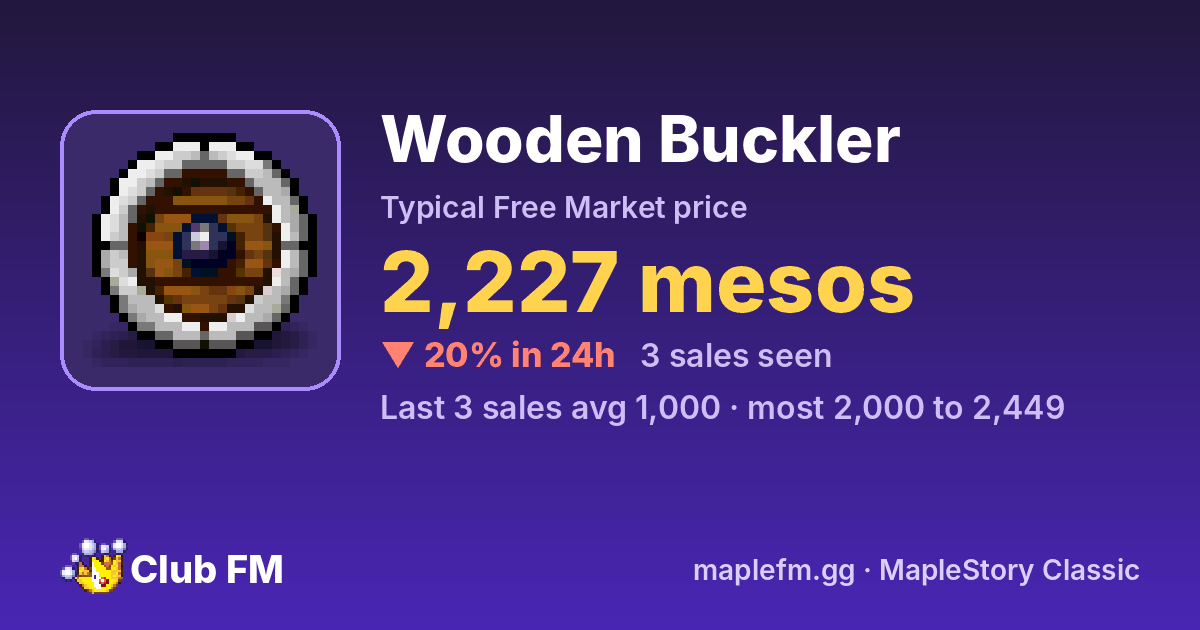 Wooden Buckler
Typical Free Market price
2,227 mesos
▼ 20% in 24h 3 sales seen
Last 3 sales avg 1,000 · most 2,000 to 2,449
Club FM
maplefm.gg · MapleStory Classic